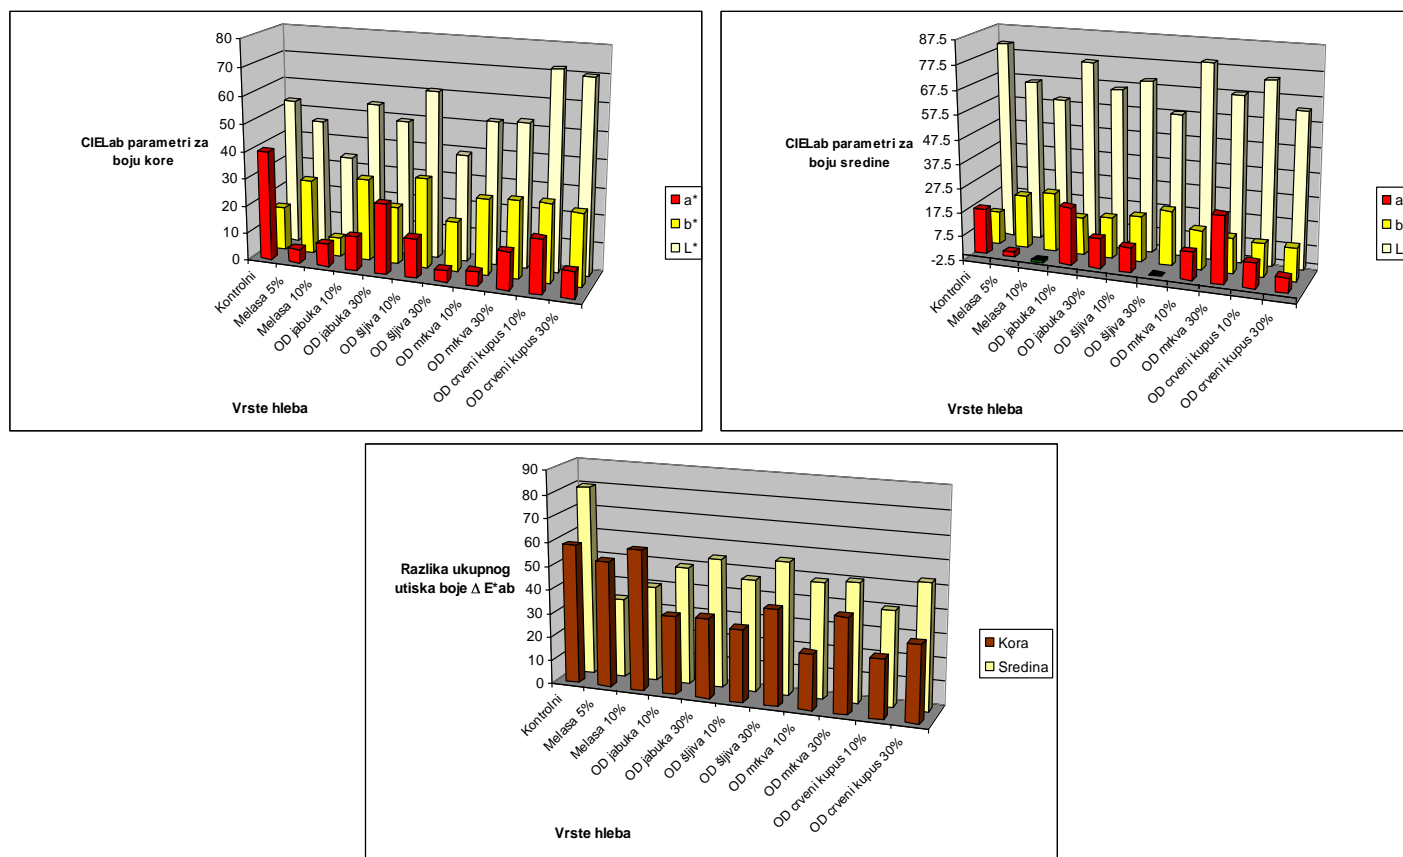 80
70
60
50
40
30
20
10
0
CIELab parametri za
boju kore
Kontrolni
Melasa 5%
Melasa 10%
OD jabuka 10%
OD jabuka 30%
OD šljiva 10%
OD šljiva 30%
OD mrkva 10%
OD mrkva 30%
OD crveni kupus 10%
OD crveni kupus 30%
Vrste hleba
a*
b*
L*
87.5
77.5
67.5
57.5
47.5
37.5
27.5
17.5
7.5
-2.5
CIELab parametri za
boju sredine
Kontrolni
Melasa 5%
Melasa 10%
OD jabuka 10%
OD jabuka 30%
OD šljiva 10%
OD šljiva 30%
OD mrkva 10%
OD mrkva 30%
OD crveni kupus 10%
OD crveni kupus 30%
Vrste hleba
a
b
L
90
80
70
60
50
40
30
20
10
0
Razlika ukupnog
utiska boje Δ E*ab
Kontrolni
Melasa 5%
Melasa 10%
OD jabuka 10%
OD jabuka 30%
OD šljiva 10%
OD šljiva 30%
OD mrkva 10%
OD mrkva 30%
OD crveni kupus 10%
OD crveni kupus 30%
Vrste hleba
Kora
Sredina